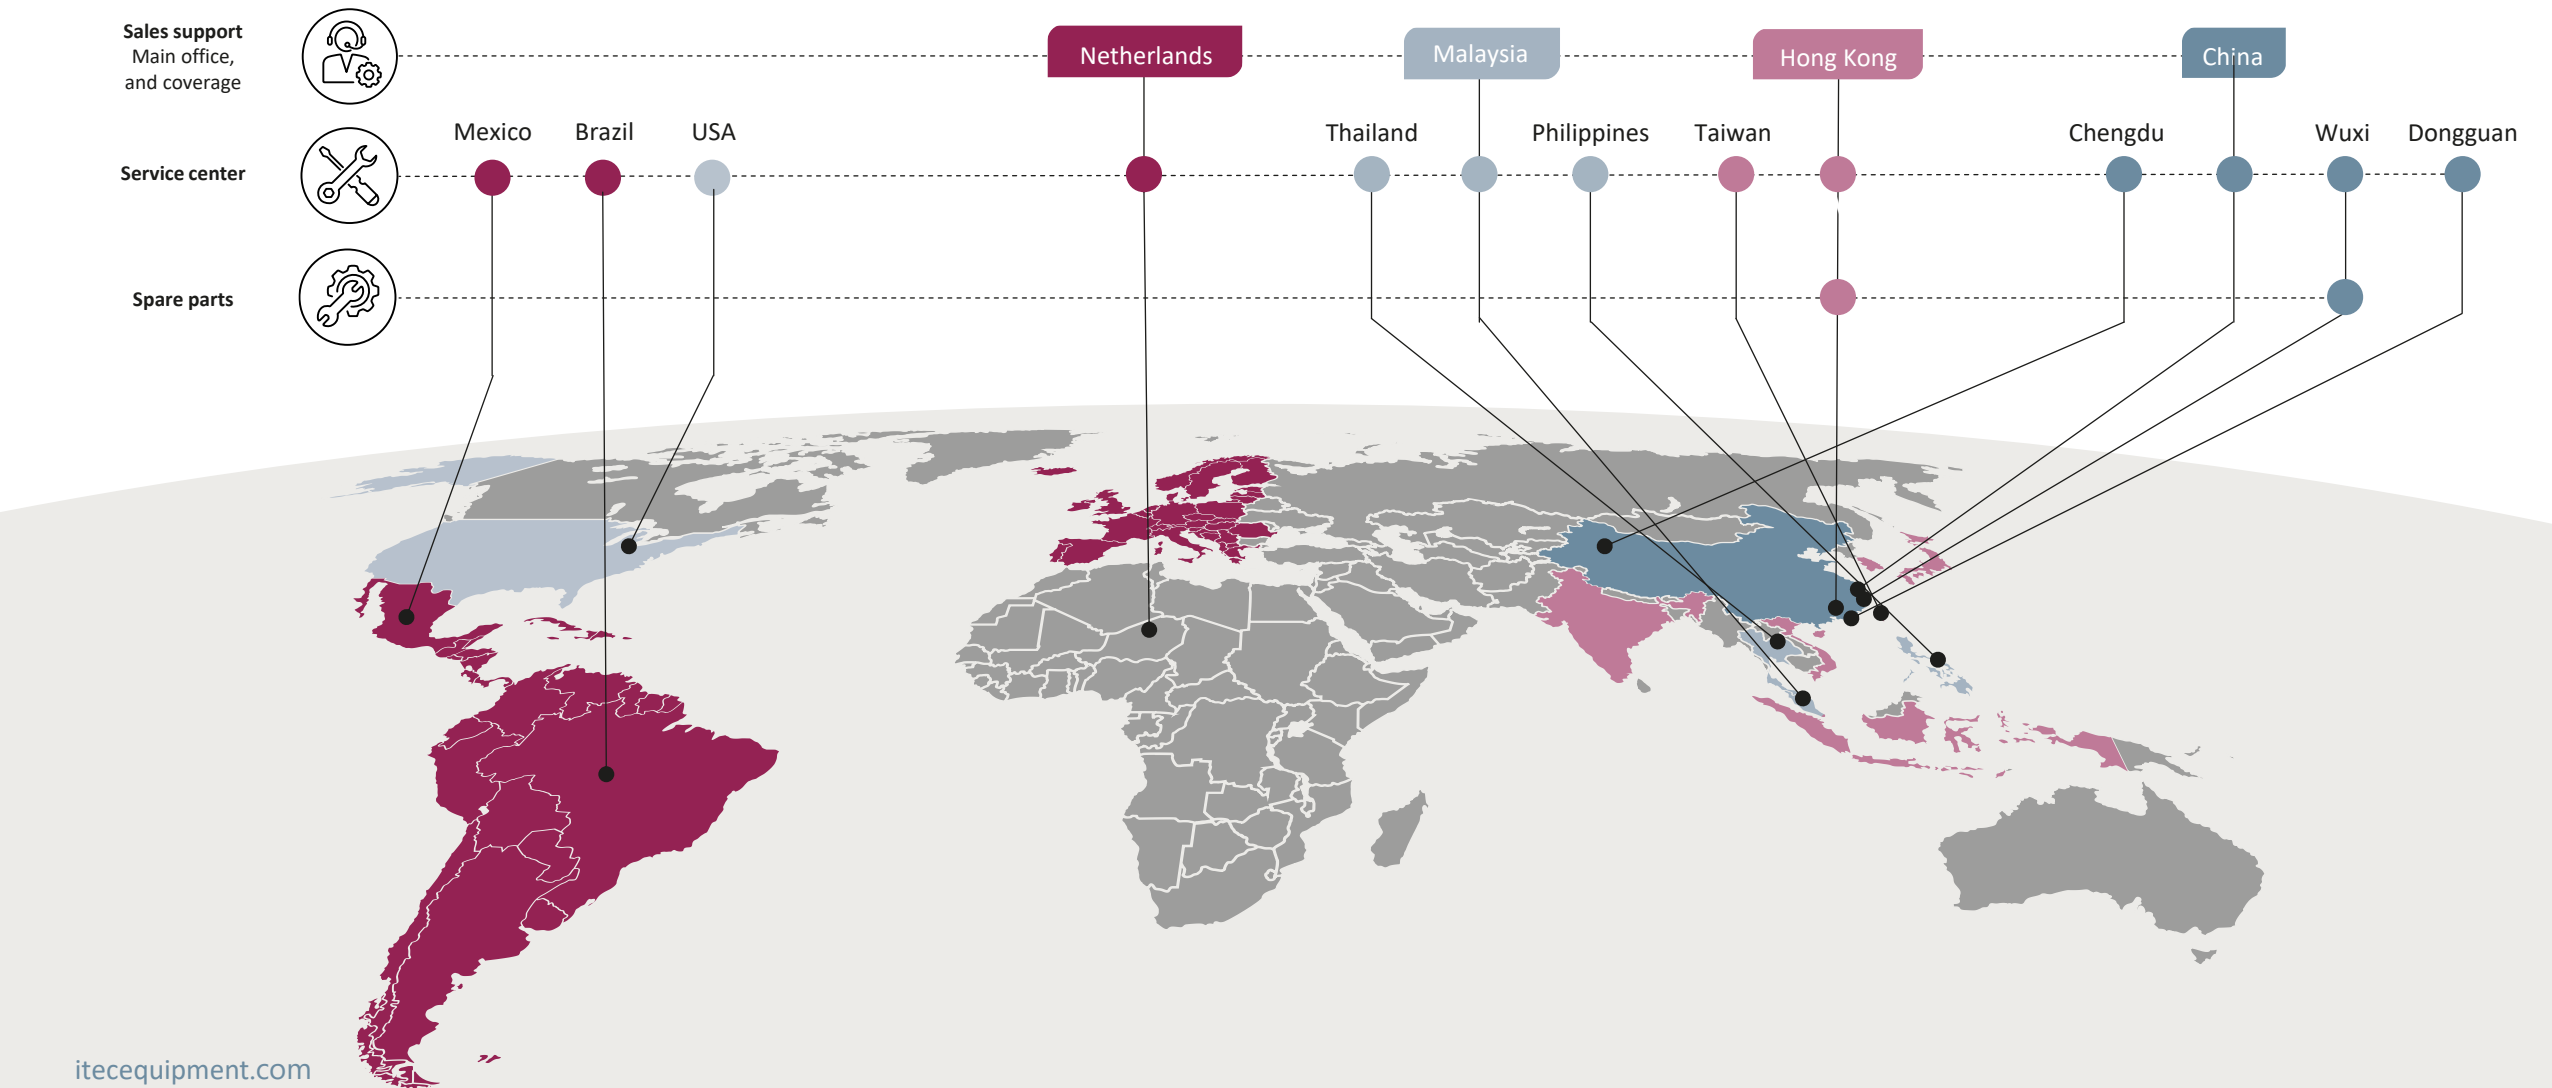 Sales support
Main office,
and coverage
Netherlands
Malaysia
Hong Kong
China
Mexico
Brazil
USA
Thailand
Philippines
Taiwan
Chengdu
Wuxi
Dongguan
Service center
Spare parts
itecequipment.com